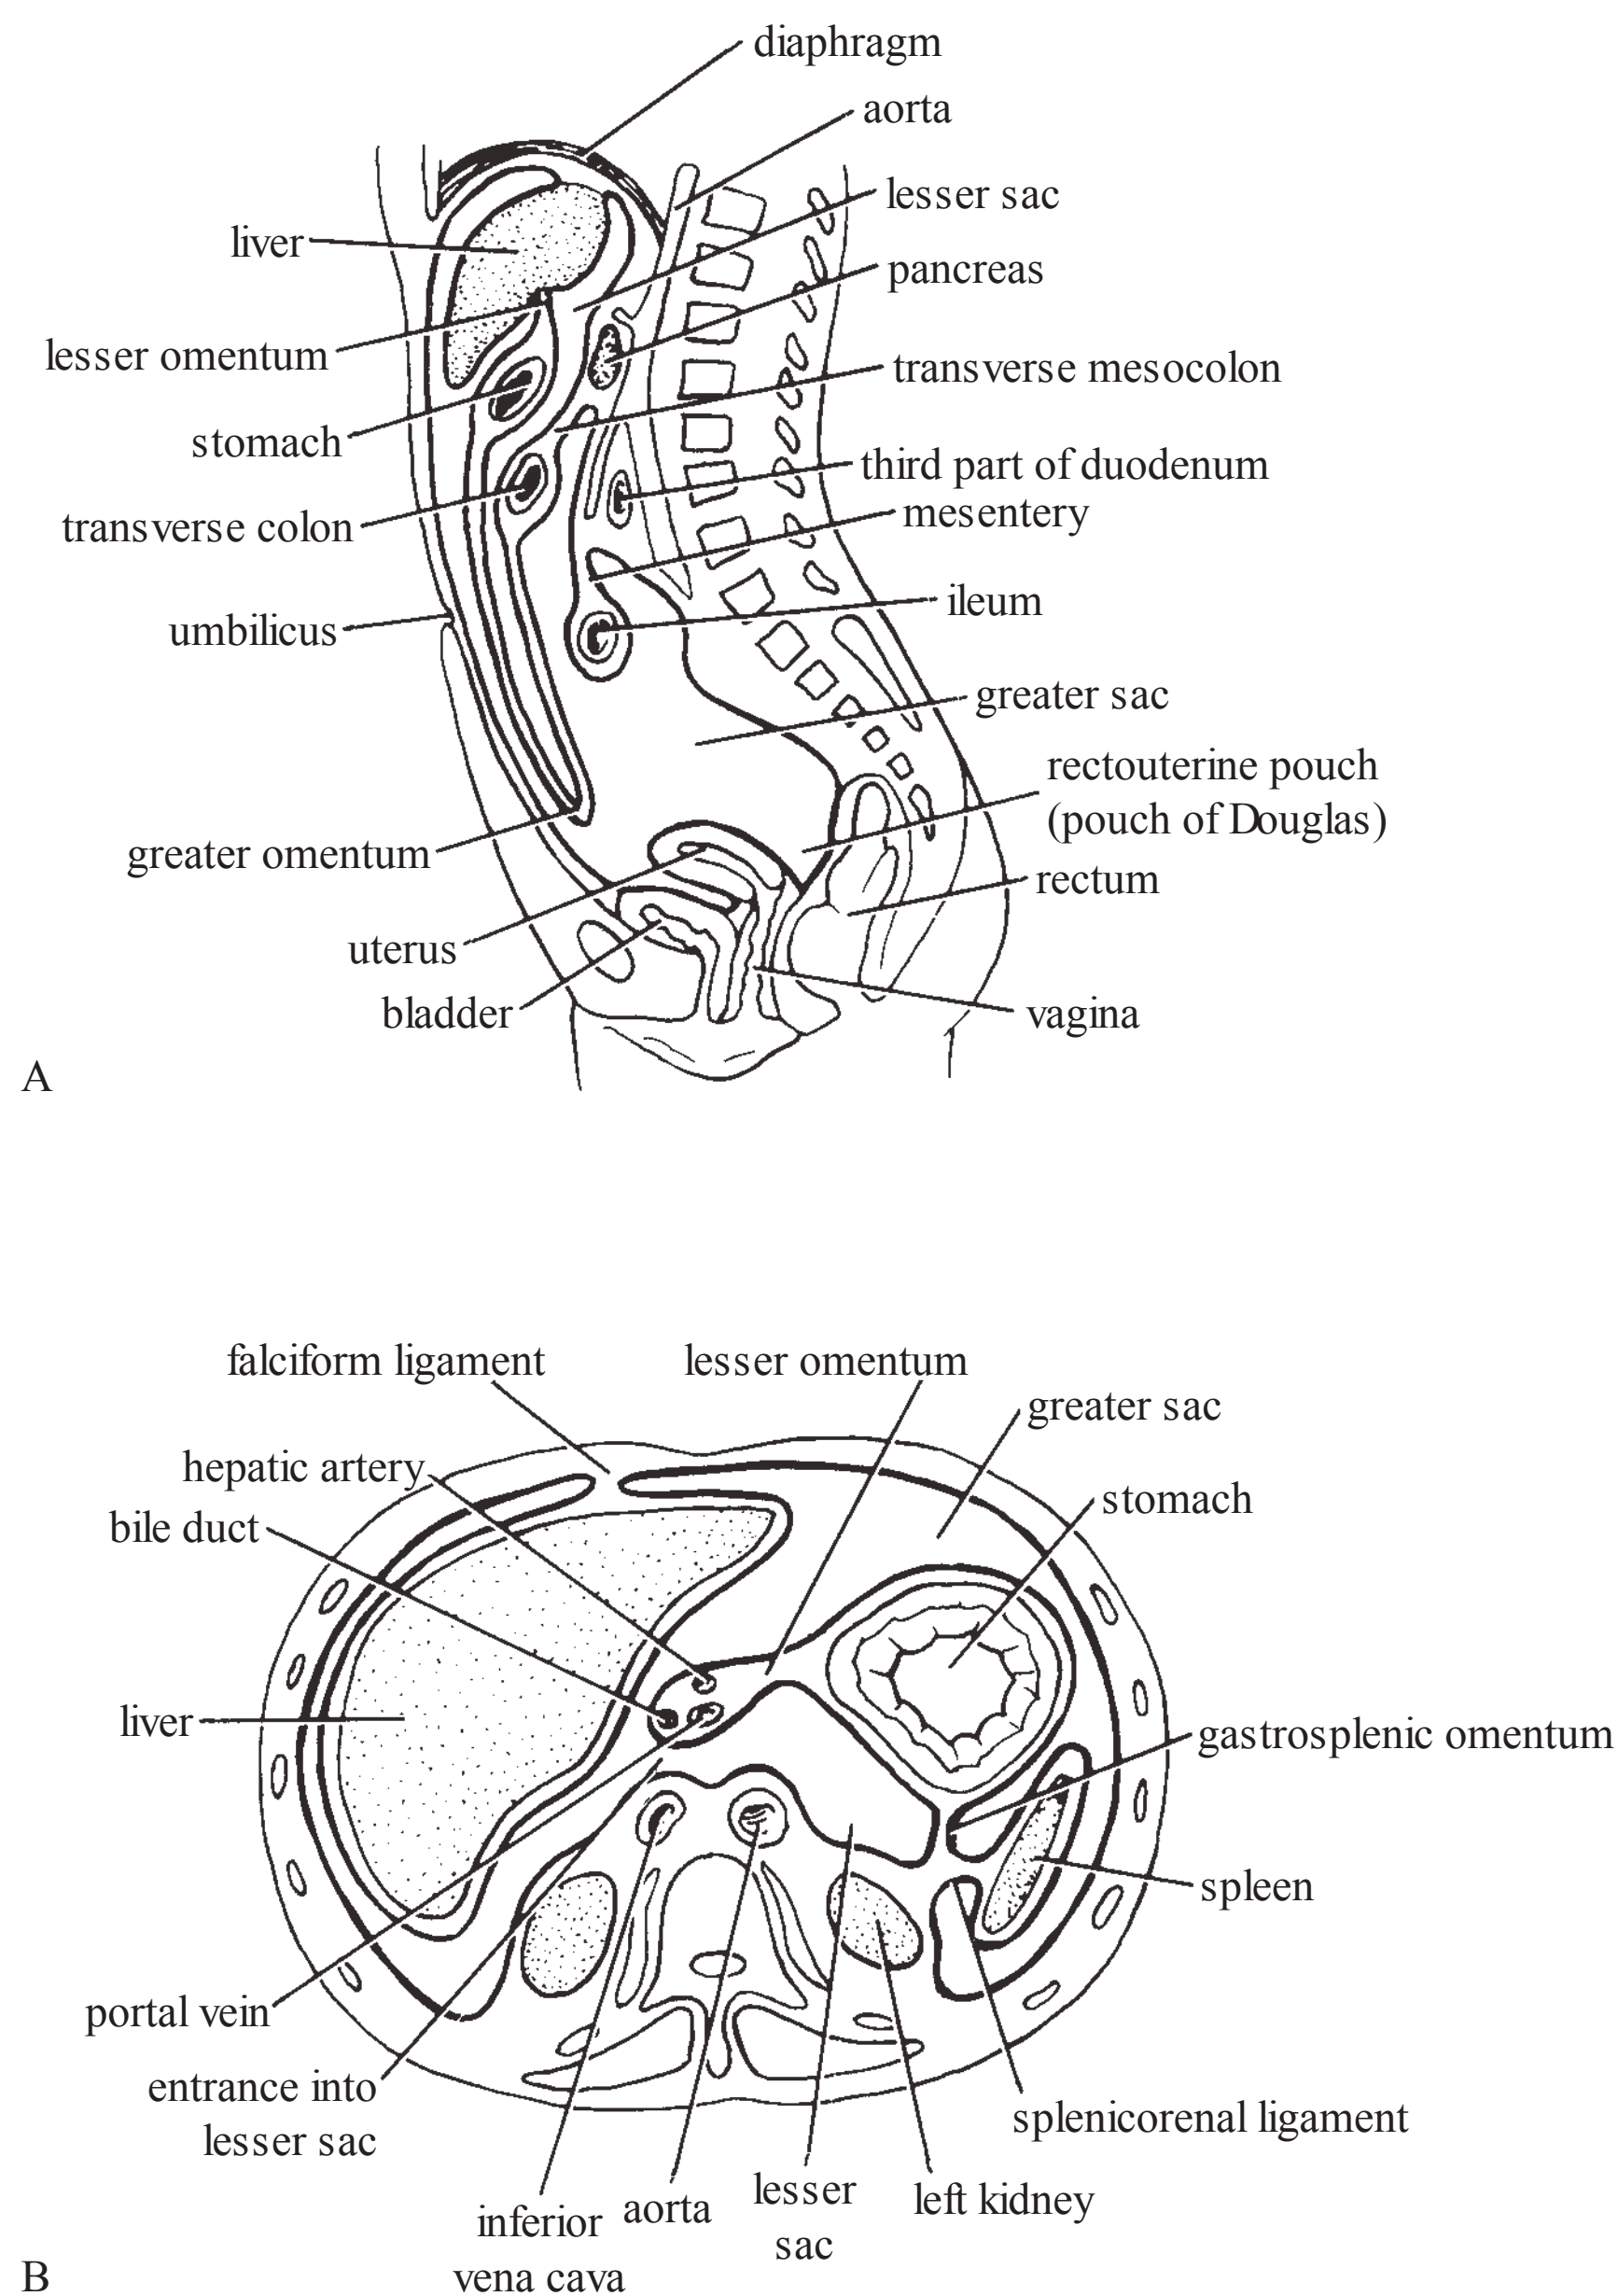 diaphragm
aorta
lesser sac
liver
pancreas
lesser omentum
transverse mesocolon
stomach
third part of duodenum
mesentery
transverse colon
ileum
umbilicus
greater sac
rectouterine pouch
(pouch of Douglas)
greater omentum
rectum
uterus
bladder
vagina
A
falciform ligament
lesser omentum
greater sac
hepatic artery
stomach
bile duct
liver
gastrosplenic omentum
spleen
portal vein
entrance into
lesser sac
splenicorenal ligament
lesser
sac
left kidney
aorta
inferior
vena cava
B